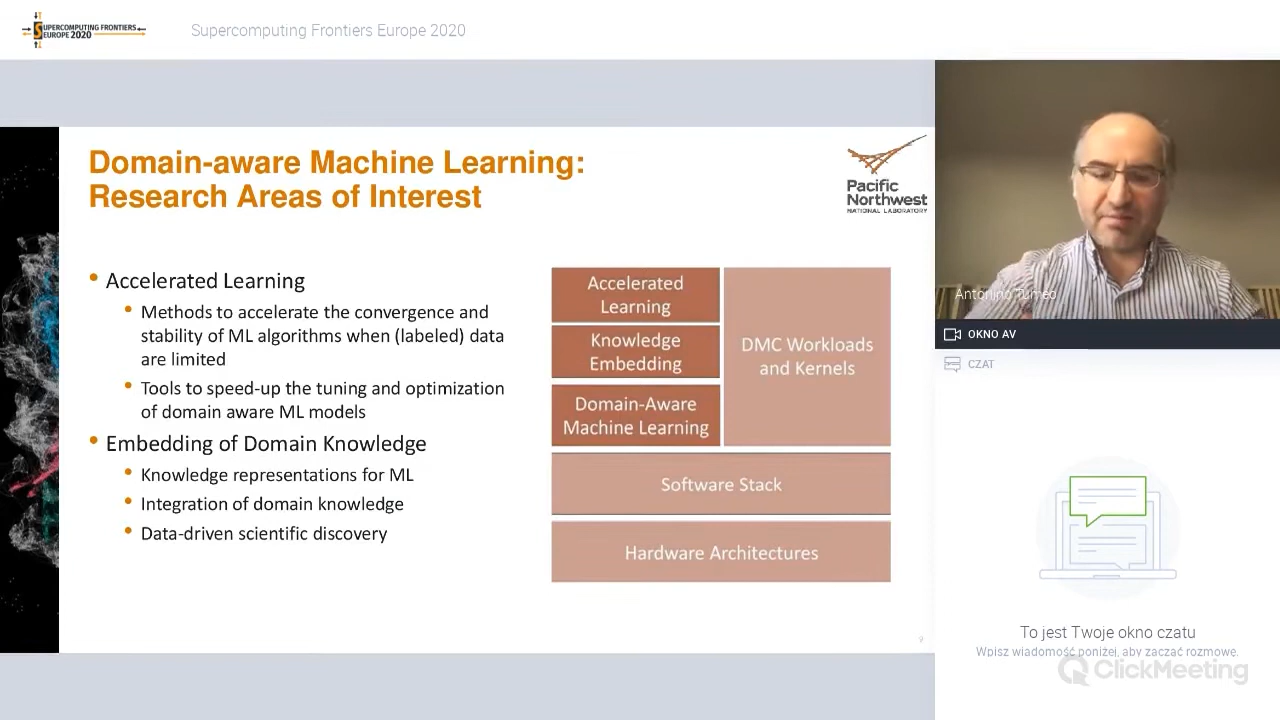 SUPERCOMPUTING FRONTIERS
EUROPE 2020
Supercomputing Frontiers Europe 2020
Domain-aware Machine Learning:
Research Areas of Interest
Pacific
Northwest
NATIONAL LABORATORY
• Accelerated Learning
• Methods to accelerate the convergence and
stability of ML algorithms when (labeled) data
are limited
• Tools to speed-up the tuning and optimization
of domain aware ML models
• Embedding of Domain Knowledge
• Knowledge representations for ML
• Integration of domain knowledge
• Data-driven scientific discovery
Accelerated
Learning
Knowledge
Embedding
Domain-Aware
Machine Learning
DMC Workloads
and Kernels
Software Stack
Hardware Architectures
9
Antonino Tumeo
OKNO AV
CZAT
To jest Twoje okno czatu
Wpisz wiadomość poniżej, aby zacząć rozmowę.
ClickMeeting